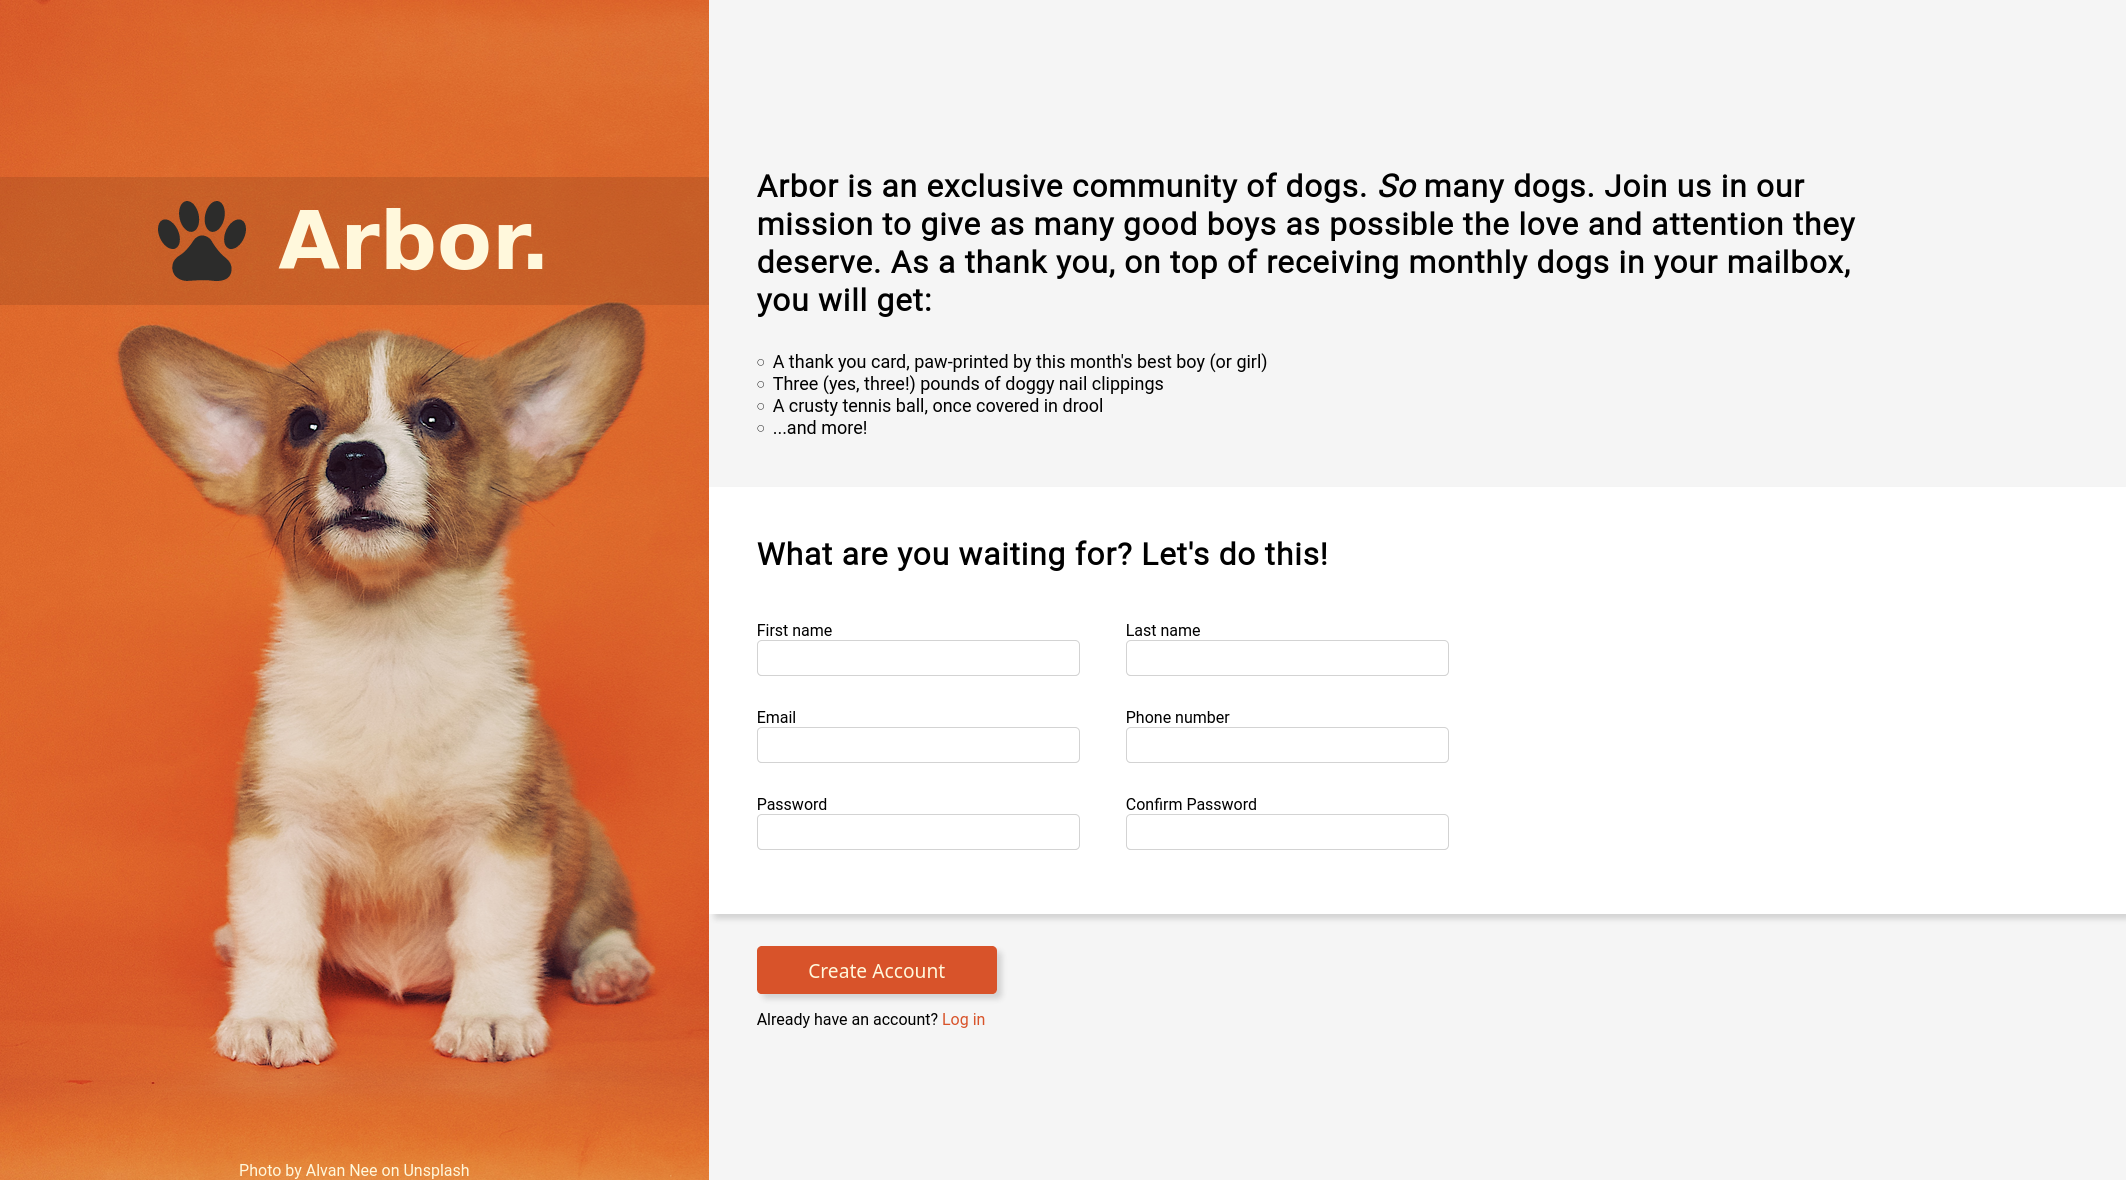 Arbor.
Arbor is an exclusive community of dogs. So many dogs. Join us in our
mission to give as many good boys as possible the love and attention they
deserve. As a thank you, on top of receiving monthly dogs in your mailbox,
you will get:
A thank you card, paw-printed by this month's best boy (or girl)
Three (yes, three!) pounds of doggy nail clippings
A crusty tennis ball, once covered in drool
...and more!
What are you waiting for? Let's do this!
First name
Last name
Email
Phone number
Password
Confirm Password
Create Account
Already have an account? Log in
Photo by Alvan Nee on Unsplash